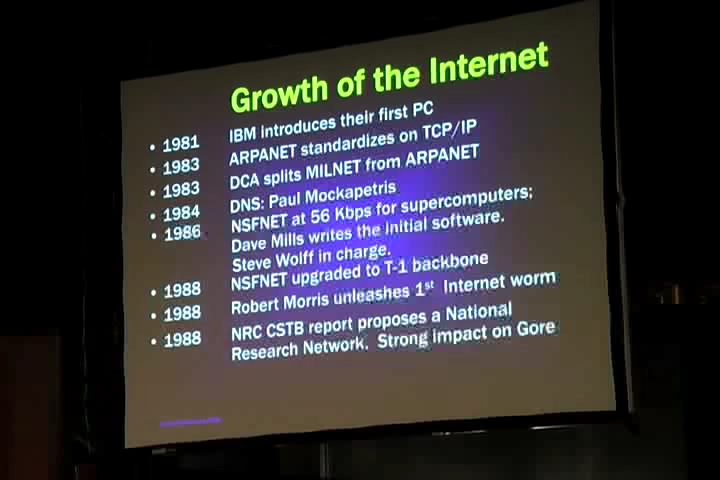 Growth of the Internet
• 1981 IBM introduces their first PC
• 1983 ARPANET standardizes on TCP/IP
• 1983 DCA splits MILNET from ARPANET
• 1984 DNS: Paul Mockapetris
• 1986 NSFNET at 56 Kbps for supercomputers;
Dave Mills writes the initial software.
Steve Wolff in charge.
• 1988 NSFNET upgraded to T-1 backbone
• 1988 Robert Morris unleashes 1st Internet worm
• 1988 NRC CSTB report proposes a National
Research Network. Strong impact on Gore